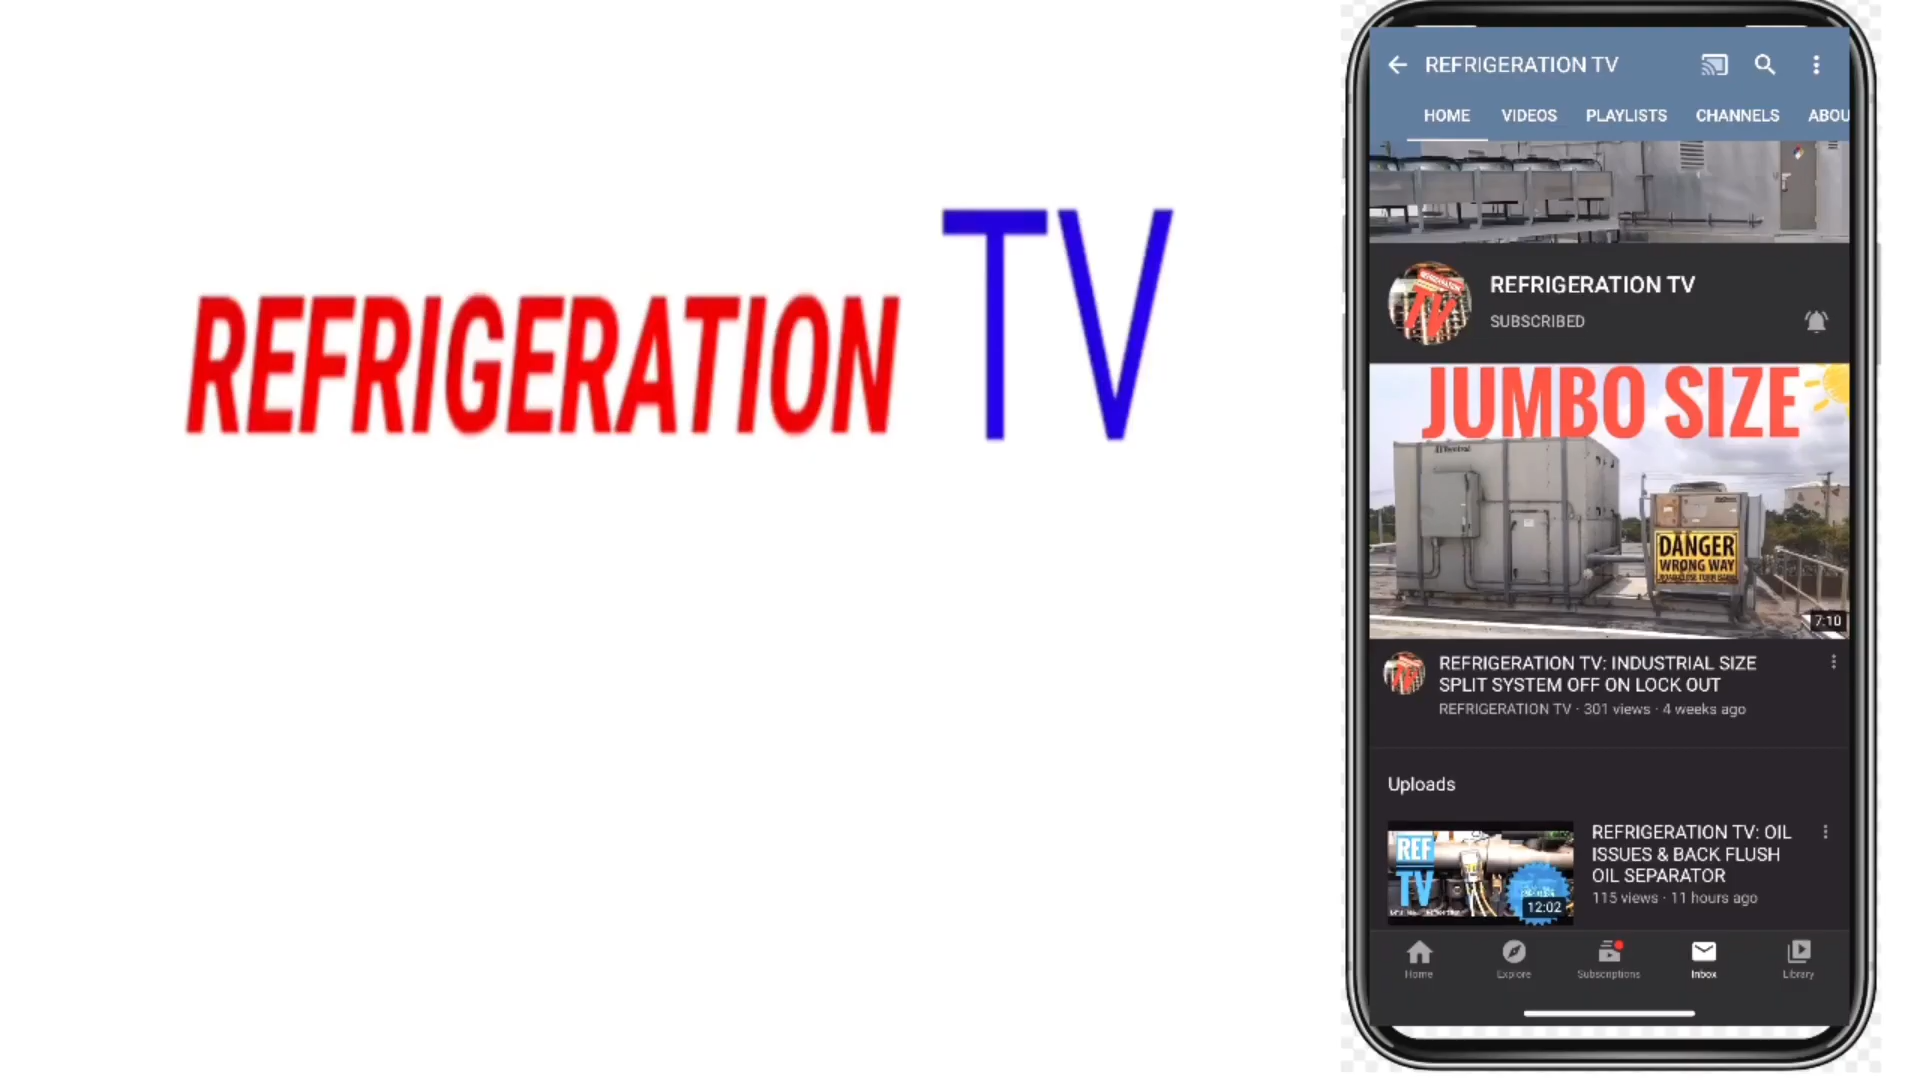 REFRIGERATION TV
REFRIGERATION TV
HOME VIDEOS PLAYLISTS CHANNELS ABOU
REFRIGERATION TV
SUBSCRIBED
JUMBO SIZE
DANGER
WRONG WAY
7:10
REFRIGERATION TV: INDUSTRIAL SIZE
SPLIT SYSTEM OFF ON LOCK OUT
REFRIGERATION TV · 301 views · 4 weeks ago
Uploads
REF
TV
12:02
REFRIGERATION TV: OIL
ISSUES & BACK FLUSH
OIL SEPARATOR
115 views · 11 hours ago
Home Explore Subscriptions Inbox Library